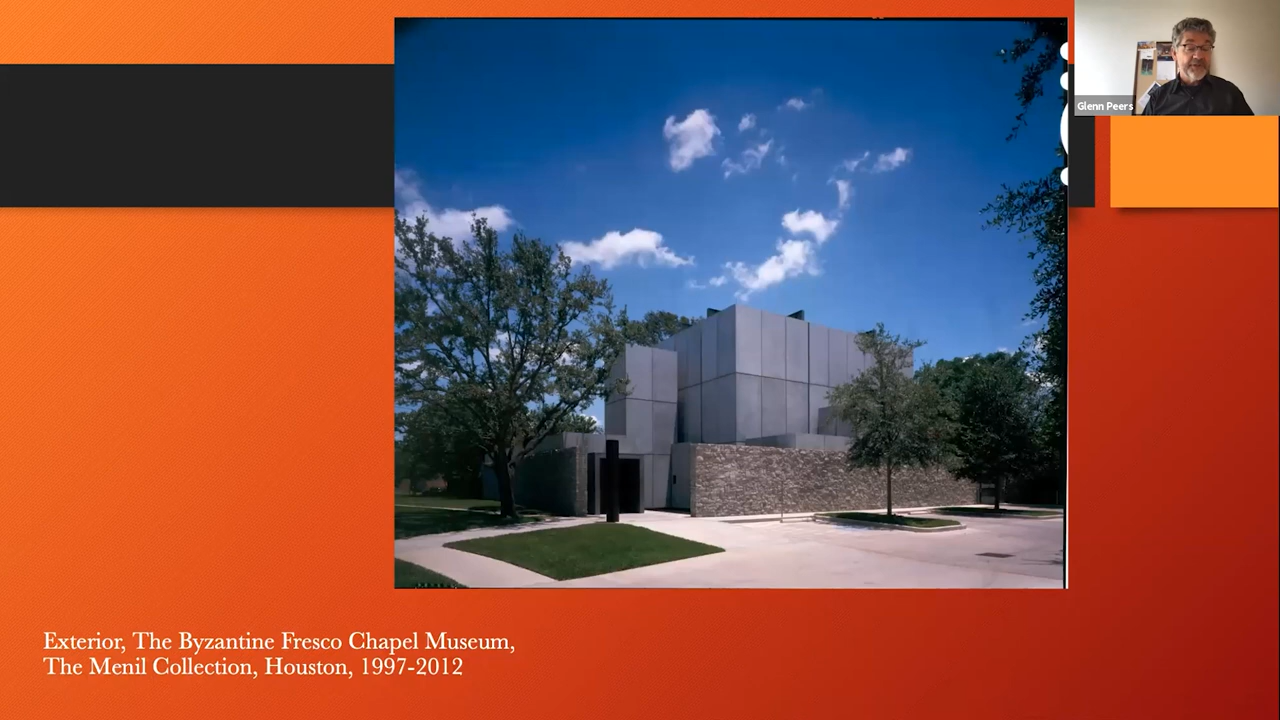 Glenn Peers
Exterior, The Byzantine Fresco Chapel Museum,
The Menil Collection, Houston, 1997-2012